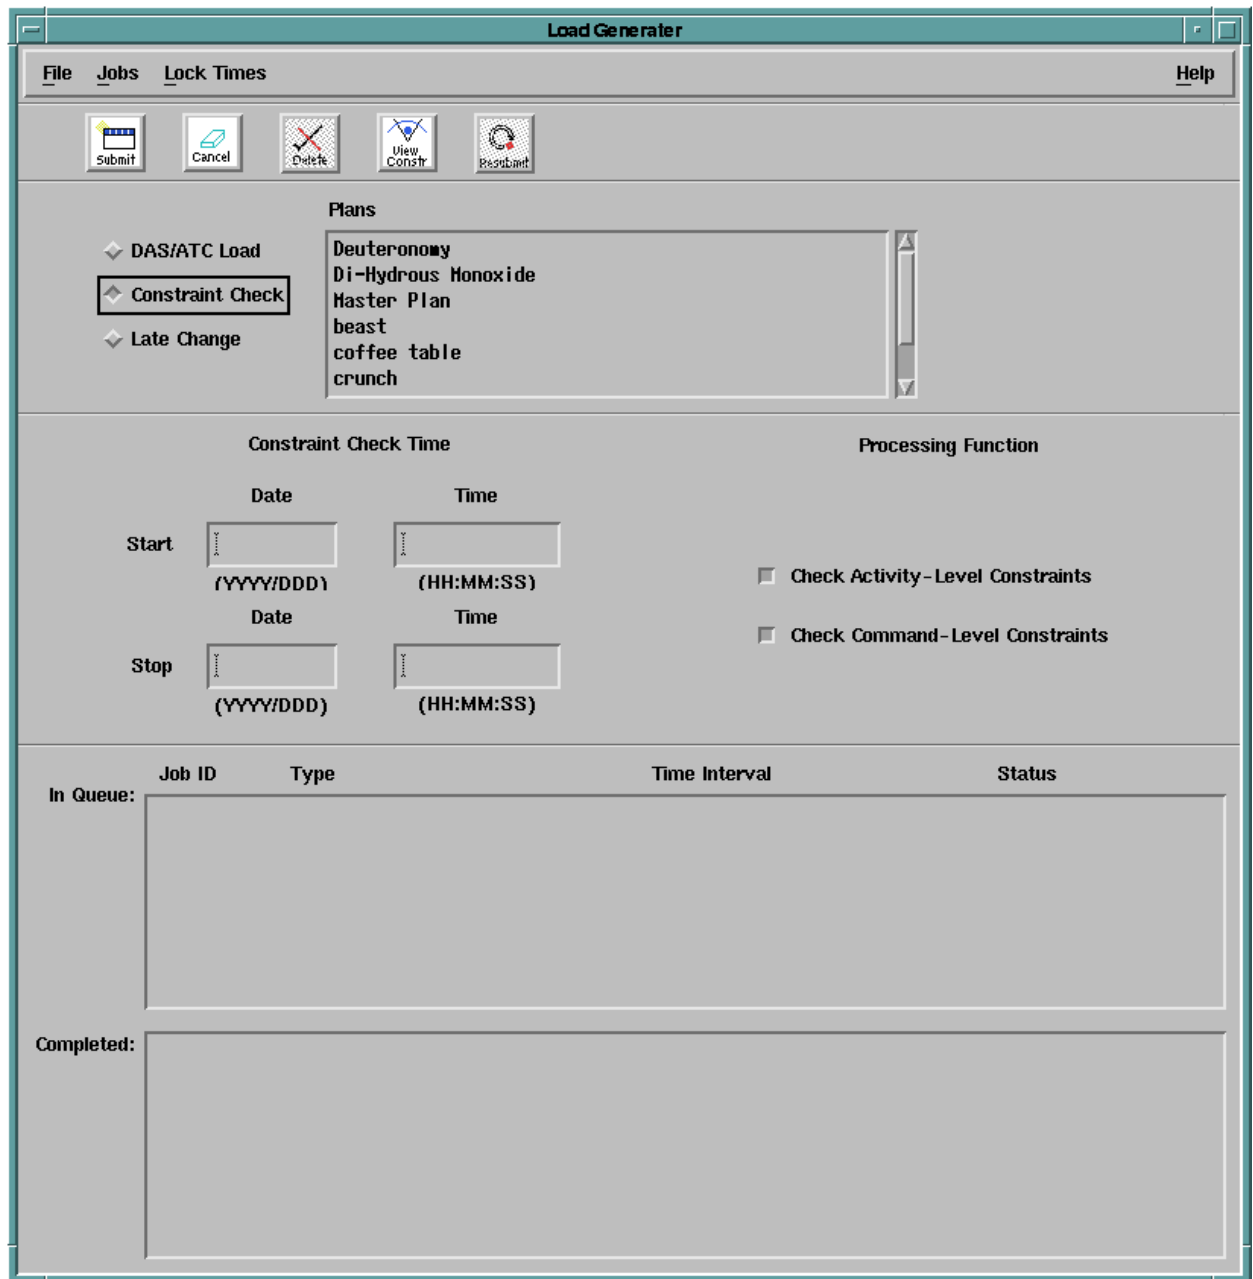 Load Generater
File Jobs Lock Times Help
Submit Cancel Delete View Constr Resubmit
Plans
DAS/ATC Load
Constraint Check
Late Change
Deuteronomy
Di-Hydrous Monoxide
Master Plan
beast
coffee table
crunch
Constraint Check Time Processing Function
Date Time
Start
(YYYY/DDD) (HH:MM:SS)
Check Activity-Level Constraints
Date Time
Check Command-Level Constraints
Stop
(YYYY/DDD) (HH:MM:SS)
Job ID Type Time Interval Status
In Queue:
Completed: